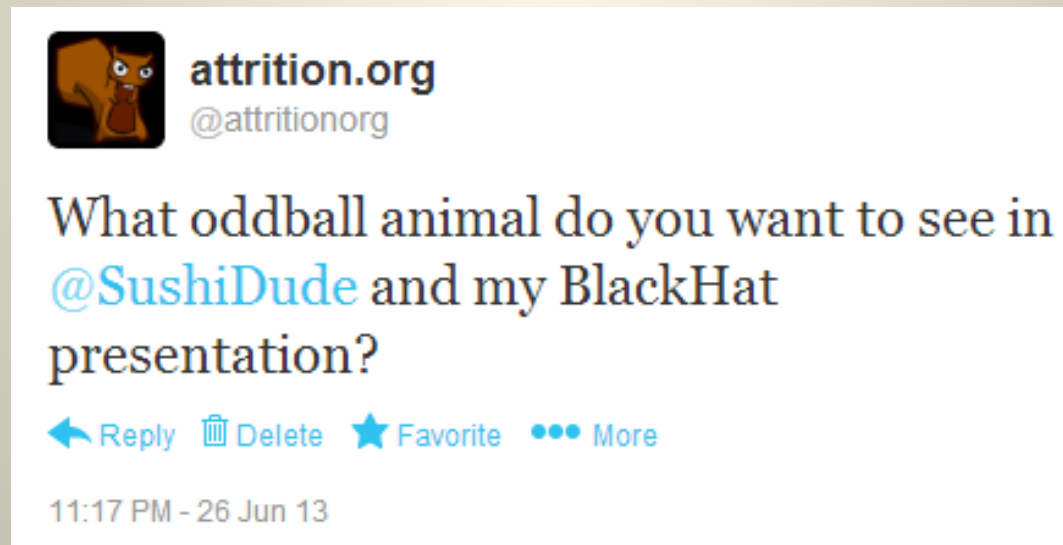 attrition.org
@attritionorg
What oddball animal do you want to see in
@SushiDude and my BlackHat
presentation?
Reply Delete Favorite More
11:17 PM - 26 Jun 13